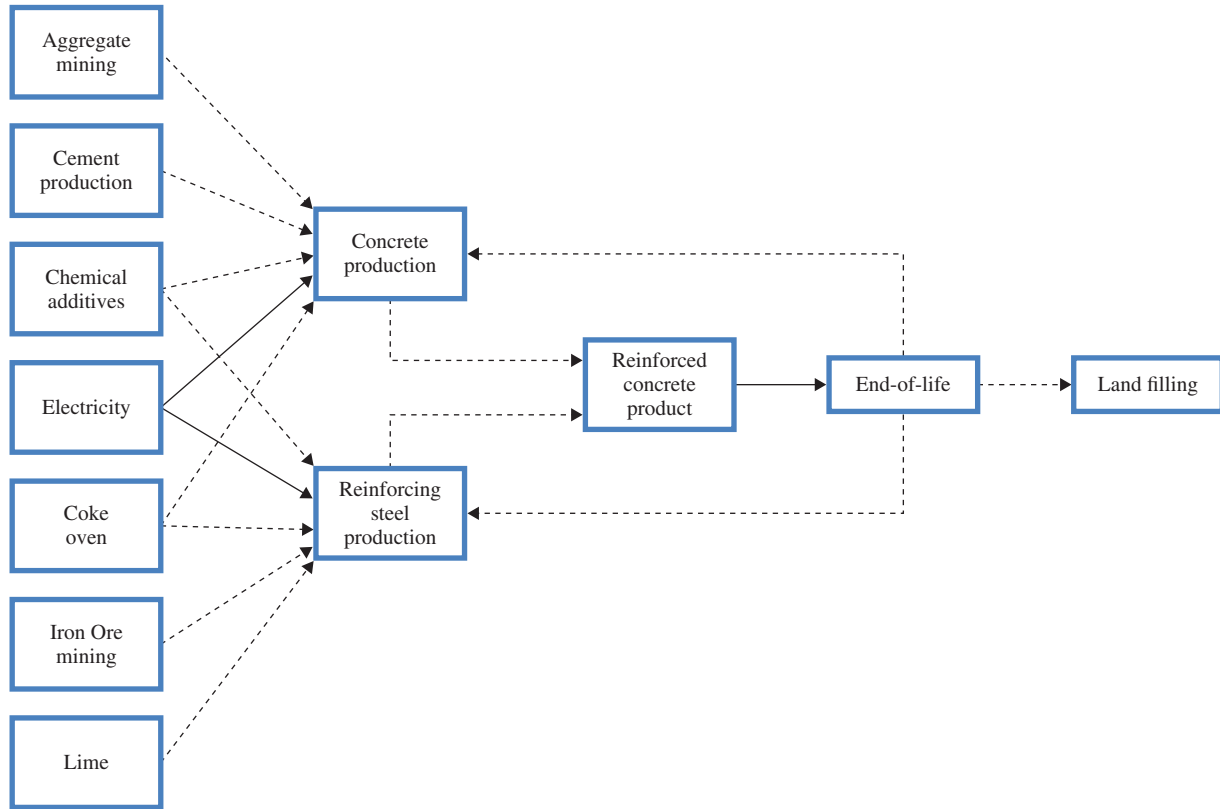 Aggregate
mining
Cement
production
Chemical
additives
Electricity
Coke
oven
Iron Ore
mining
Lime
Concrete
production
Reinforcing
steel
production
Reinforced
concrete
product
End-of-life
Land filling